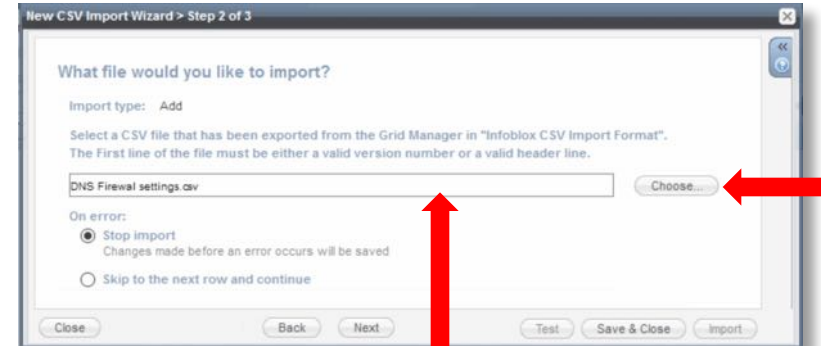 New CSV Import Wizard > Step 2 of 3
What file would you like to import?
Import type: Add
Select a CSV file that has been exported from the Grid Manager in "Infoblox CSV Import Format".
The First line of the file must be either a valid version number or a valid header line.
DNS Firewal settings.csv
Choose...
On error:
Stop import
Changes made before an error occurs will be saved
Skip to the next row and continue
Close
Back
Next
Test
Save & Close
Import